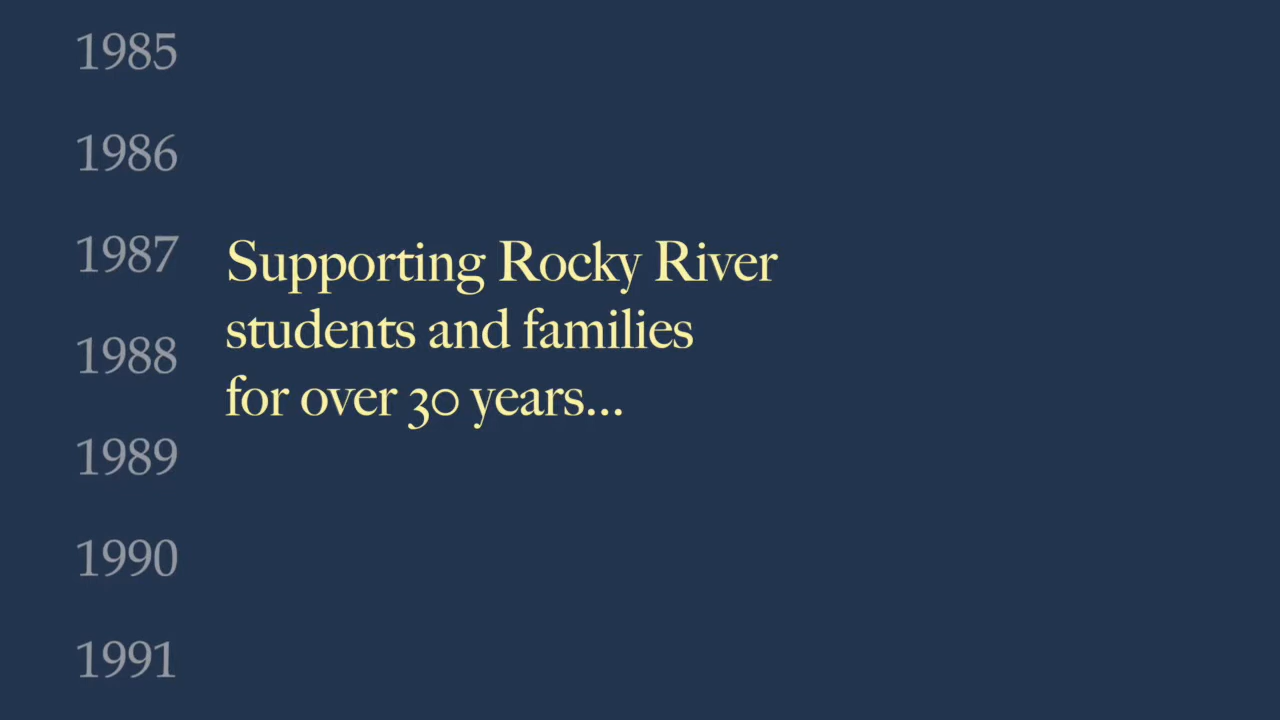 1985
1986
1987
Supporting Rocky River
students and families
1988
for over 30 years...
1989
1990
1991